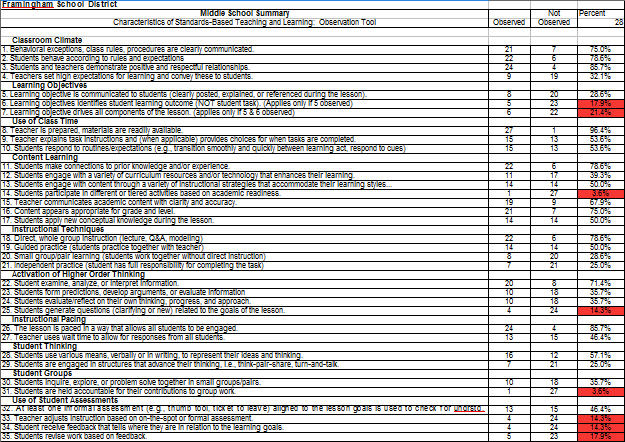 Framingham School District
Middle School Summary Not Percent
Characteristics of Standards-Based Teaching and Learning: Observation Tool Observed Observed 28
Classroom Climate
1. Behavioral exceptions, class rules, procedures are clearly communicated. 21 7 75.0%
2. Students behave according to rules and expectations 22 6 78.6%
3. Students and teachers demonstrate positive and respectful relationships. 24 4 85.7%
4. Teachers set high expectations for learning and convey these to students. 9 19 32.1%
Learning Objectives
5. Learning objective is communicated to students (clearly posted, explained, or referenced during the lesson). 8 20 28.6%
6. Learning objectives identifies student learning outcome (NOT student task). (Applies only if 5 observed) 5 23 17.9%
7. Learning objective drives all components of the lesson. (applies only if 5 & 6 observed) 6 22 21.4%
Use of Class Time
8. Teacher is prepared, materials are readily available. 27 1 96.4%
9. Teacher explains task instructions and (when applicable) provides choices for when tasks are completed. 15 13 53.6%
10. Students respond to routines/expectations (e.g., transition smoothly and quickly between learning act, respond to cues) 15 13 53.6%
Content Learning
11. Students make connections to prior knowledge and/or experience. 22 6 78.6%
12. Students engage with a variety of curriculum resources and/or technology that enhances their learning. 11 17 39.3%
13. Students engage with content through a variety of instructional strategies that accommodate their learning styles... 14 14 50.0%
14. Students participate in different or tiered activities based on academic readiness. 1 27 3.6%
15. Teacher communicates academic content with clarity and accuracy. 19 9 67.9%
16. Content appears appropriate for grade and level. 21 7 75.0%
17. Students apply new conceptual knowledge during the lesson. 14 14 50.0%
Instructional Techniques
18. Direct, whole group instruction (lecture, Q&A, modeling) 22 6 78.6%
19. Guided practice (students practice together with teacher) 14 14 50.0%
20. Small group/pair learning (students work together without direct instruction) 8 20 28.6%
21. Independent practice (student has full responsibility for completing the task) 7 21 25.0%
Activation of Higher Order Thinking
22. Student examine, analyze, or interpret information. 20 8 71.4%
23. Students form predictions, develop arguments, or evaluate information 10 18 35.7%
24. Students evaluate/reflect on their own thinking, progress, and approach. 10 18 35.7%
25. Students generate questions (clarifying or new) related to the goals of the lesson. 4 24 14.3%
Instructional Pacing
26. The lesson is paced in a way that allows all students to be engaged. 24 4 85.7%
27. Teacher uses wait time to allow for responses from all students. 13 15 46.4%
Student Thinking
28. Students use various means, verbally or in writing, to represent their ideas and thinking. 16 12 57.1%
29. Students are engaged in structures that advance their thinking, i.e., think-pair-share, turn-and-talk. 7 21 25.0%
Student Groups
30. Students inquire, explore, or problem solve together in small groups/pairs. 10 18 35.7%
31. Students are held accountable for their contributions to group work. 1 27 3.6%
Use of Student Assessments
32. At least one informal assessment (e.g., thumb tool, ticket to leave) aligned to the lesson goals is used to check for undrsto. 13 15 46.4%
33. Teacher adjusts instruction based on on-the-spot or formal assessment. 4 24 14.3%
34. Student receive feedback that tells where they are in relation to the learning goals. 4 24 14.3%
35. Students revise work based on feedback. 5 23 17.9%